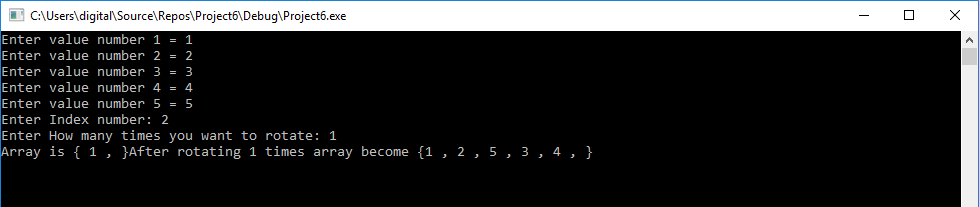 C:\Users\digital\Source\Repos\Project6\Debug\Project6.exe
Enter value number 1 = 1
Enter value number 2 = 2
Enter value number 3 = 3
Enter value number 4 = 4
Enter value number 5 = 5
Enter Index number: 2
Enter How many times you want to rotate: 1
Array is { 1 , }After rotating 1 times array become {1 , 2 , 5 , 3 , 4 , }